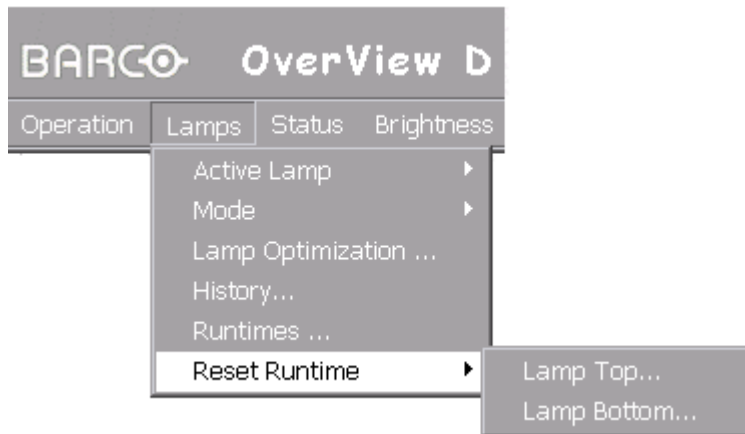 BARCO OverView D
Operation Lamps Status Brightness
Active Lamp
Mode
Lamp Optimization ...
History...
Runtimes ...
Reset Runtime
Lamp Top...
Lamp Bottom...